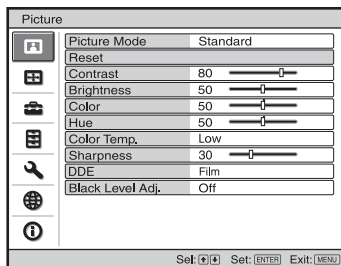 Picture
Picture Mode Standard
Reset
Contrast 80
Brightness 50
Color 50
Hue 50
Color Temp. Low
Sharpness 30
DDE Film
Black Level Adj. Off
Sel: Set: ENTER Exit: MENU